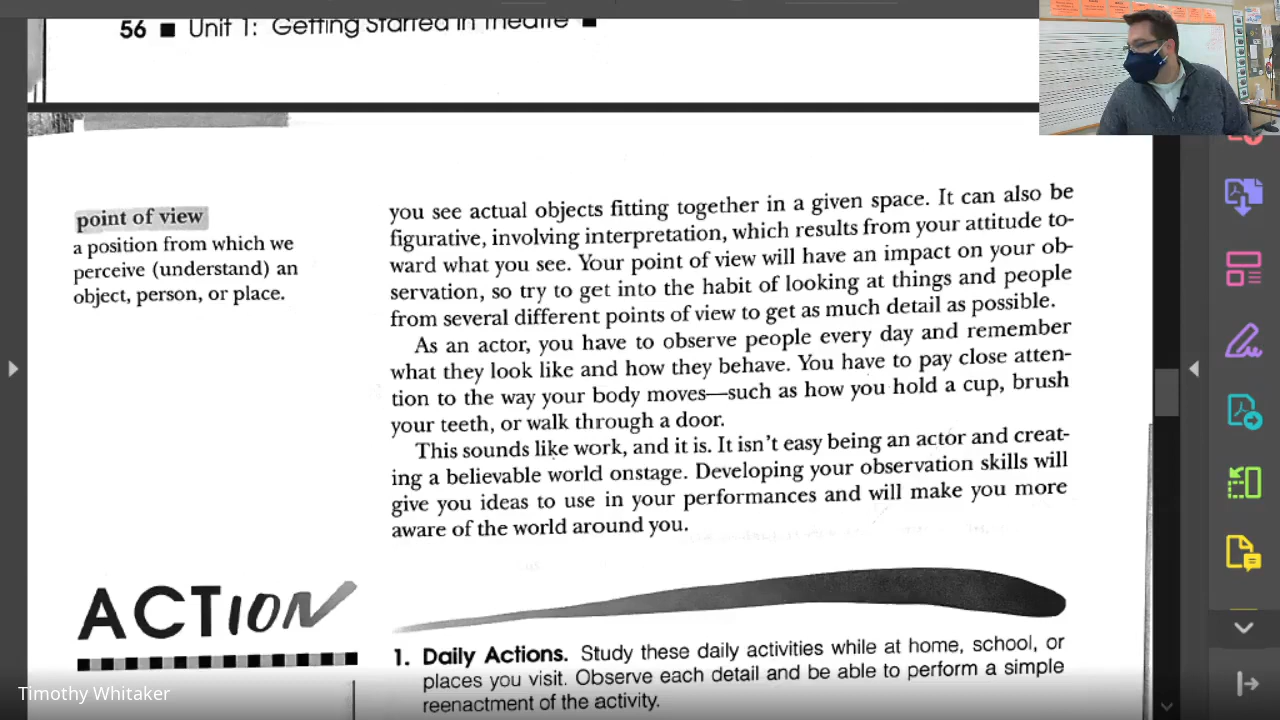 56 ■ Unit 1: Getting Started in Theatre ■
point of view
a position from which we
perceive (understand) an
object, person, or place.
you see actual objects fitting together in a given space. It can also be
figurative, involving interpretation, which results from your attitude to-
ward what you see. Your point of view will have an impact on your ob-
servation, so try to get into the habit of looking at things and people
from several different points of view to get as much detail as possible.
As an actor, you have to observe people every day and remember
what they look like and how they behave. You have to pay close atten-
tion to the way your body moves—such as how you hold a cup, brush
your teeth, or walk through a door.
This sounds like work, and it is. It isn't easy being an actor and creat-
ing a believable world onstage. Developing your observation skills will
give you ideas to use in your performances and will make you more
aware of the world around you.
ACTION
1. Daily Actions. Study these daily activities while at home, school, or
places you visit. Observe each detail and be able to perform a simple
reenactment of the activity.
Timothy Whitaker